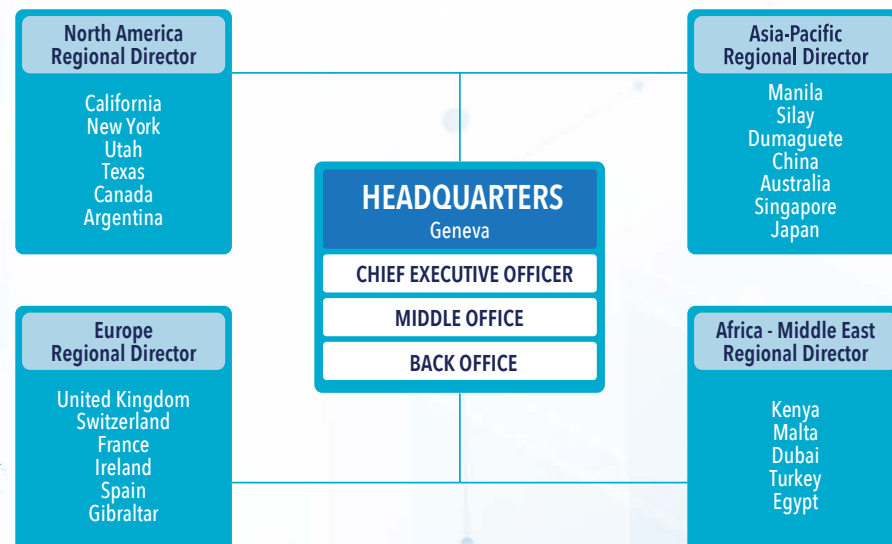 North America
Regional Director
California
New York
Utah
Texas
Canada
Argentina
Asia-Pacific
Regional Director
Manila
Silay
Dumaguete
China
Australia
Singapore
Japan
HEADQUARTERS
Geneva
CHIEF EXECUTIVE OFFICER
MIDDLE OFFICE
BACK OFFICE
Europe
Regional Director
United Kingdom
Switzerland
France
Ireland
Spain
Gibraltar
Africa - Middle East
Regional Director
Kenya
Malta
Dubai
Turkey
Egypt